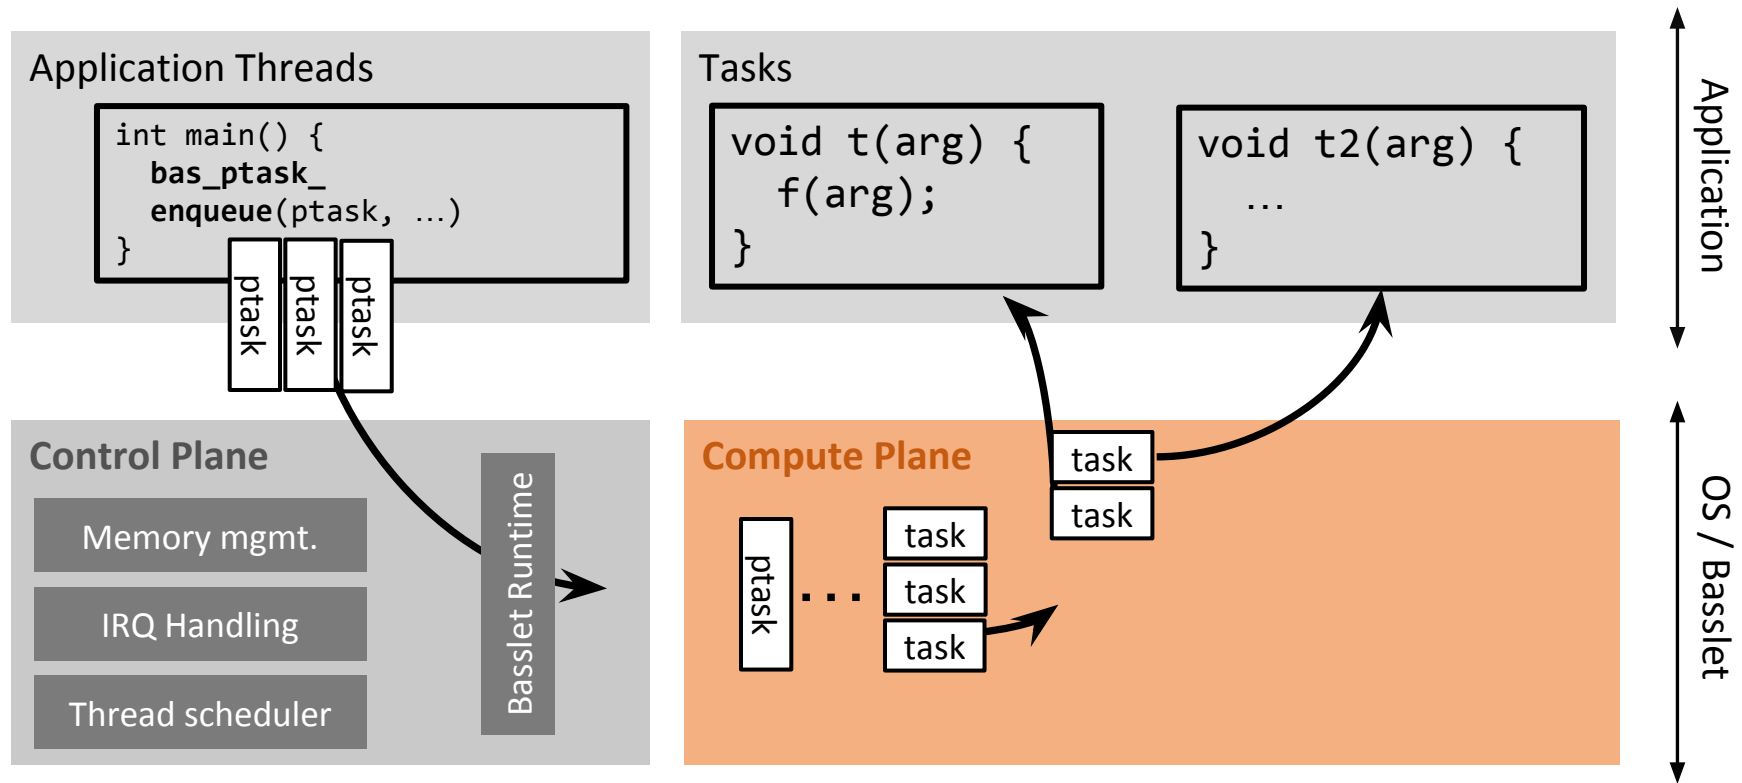 Application Threads
int main() {
bas_ptask_
enqueue(ptask, …)
}
ptask
ptask
ptask
Tasks
void t(arg) {
f(arg);
}
void t2(arg) {
…
}
Application
Control Plane
Memory mgmt.
IRQ Handling
Thread scheduler
Basslet Runtime
Compute Plane
ptask
...
task
task
task
task
task
OS / Basslet